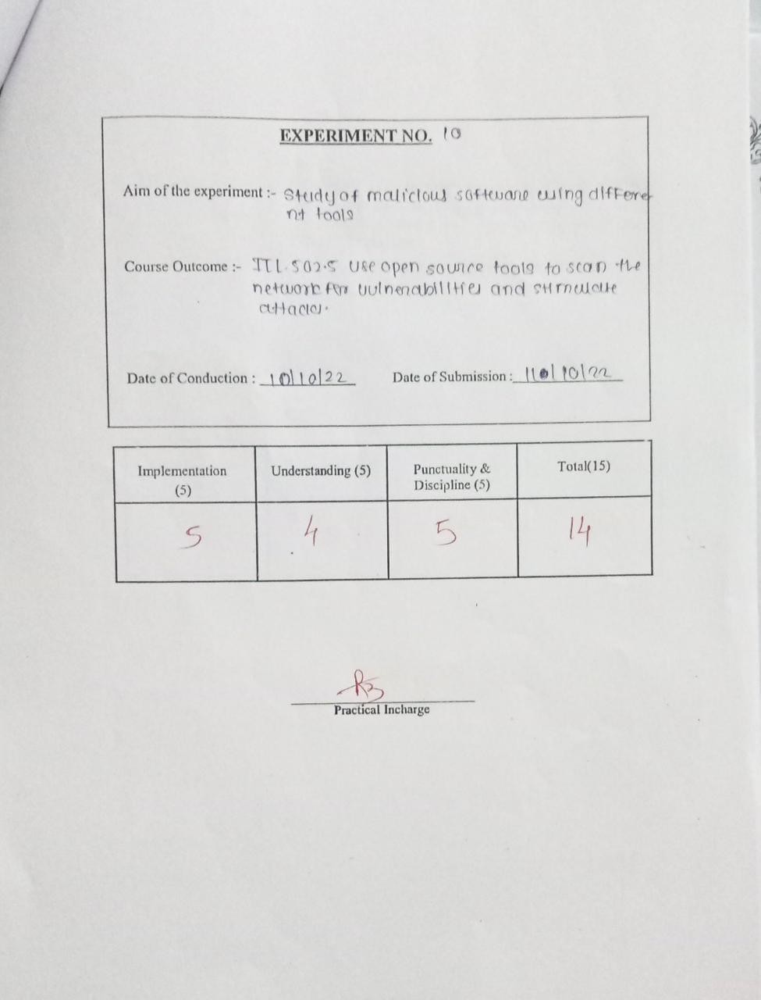 EXPERIMENT NO. 10
Aim of the experiment :- Study of malicious software using differe
nt tools
Course Outcome :- ITL 502.5 Use open source tools to scan the
network for vulnerabilities and stimulate
attacks.
Date of Conduction : 10/10/22 Date of Submission : 10/22
Implementation (5) Understanding (5) Punctuality & Discipline (5) Total(15)
5 4 5 14
Practical Incharge